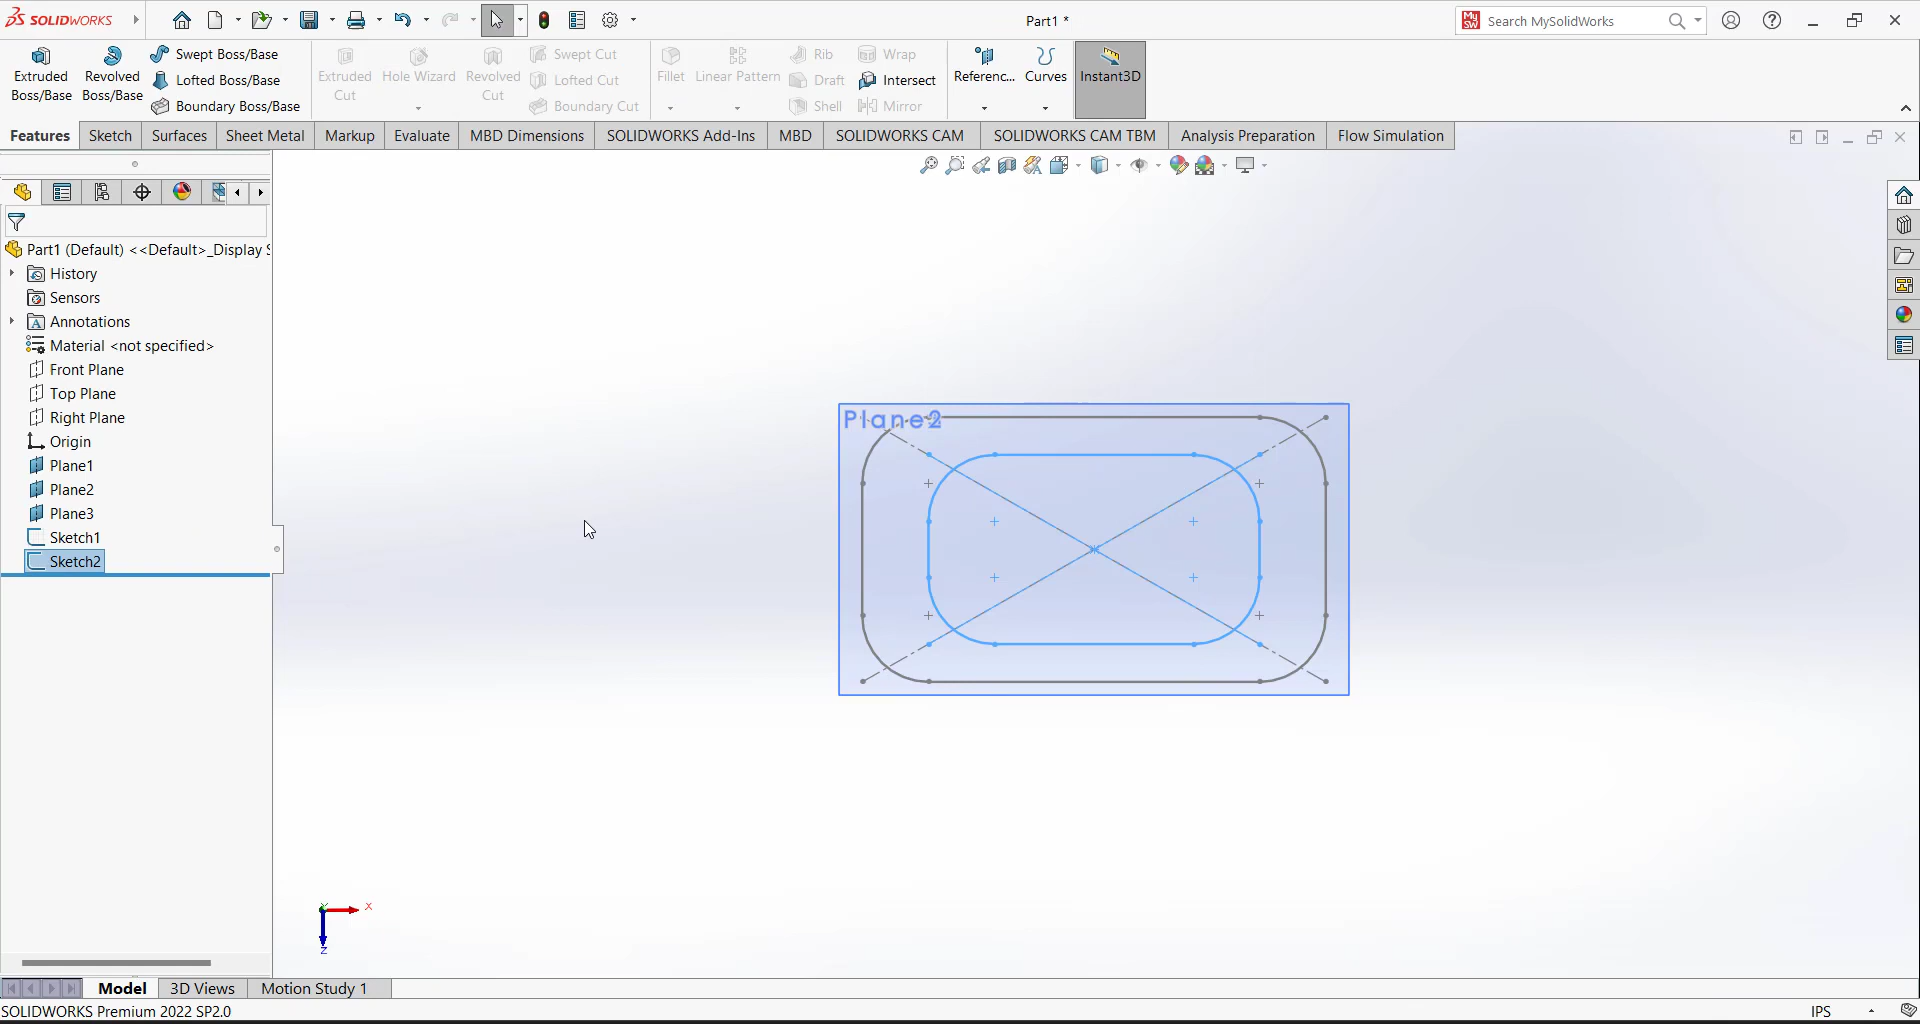 SOLIDWORKS
Part1 *
Search MySolidWorks
Extruded Boss/Base
Revolved Boss/Base
Swept Boss/Base
Lofted Boss/Base
Boundary Boss/Base
Extruded Cut
Hole Wizard
Revolved Cut
Swept Cut
Lofted Cut
Boundary Cut
Fillet
Linear Pattern
Rib
Draft
Shell
Wrap
Intersect
Mirror
Referenc...
Curves
Instant3D
Features
Sketch
Surfaces
Sheet Metal
Markup
Evaluate
MBD Dimensions
SOLIDWORKS Add-Ins
MBD
SOLIDWORKS CAM
SOLIDWORKS CAM TBM
Analysis Preparation
Flow Simulation
Part1 (Default) <<Default>_Display S
History
Sensors
Annotations
Material <not specified>
Front Plane
Top Plane
Right Plane
Origin
Plane1
Plane2
Plane3
Sketch1
Sketch2
Plane2
Y
X
Z
Model
3D Views
Motion Study 1
SOLIDWORKS Premium 2022 SP2.0
IPS